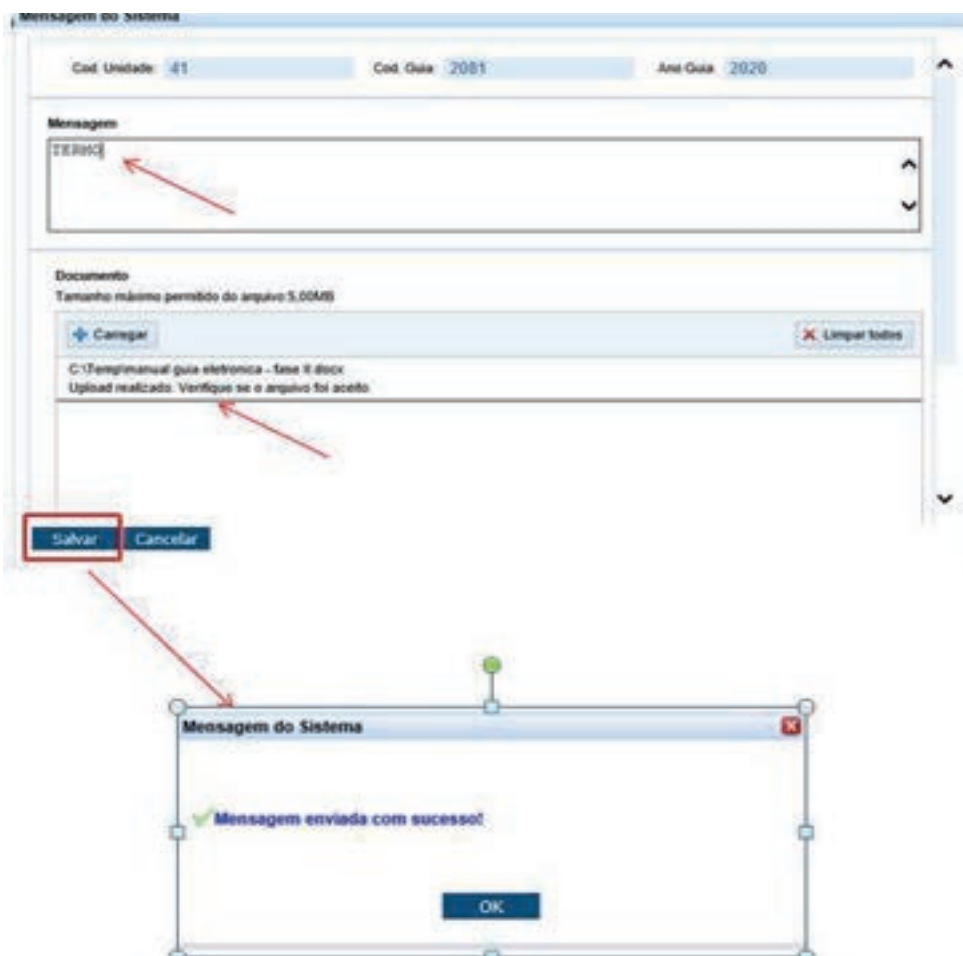 Mensagem do Sistema
Cod. Unidade: 41 Cod. Guia: 2081 Ano Guia: 2020
Mensagem
TERMO
Documento
Tamanho máximo permitido do arquivo 5,00MB
Carregar Limpar todos
C:\Temp\manual guia eletronica - fase II.docx
Upload realizado. Verifique se o arquivo foi aceito
Salvar Cancelar
Mensagem do Sistema
Mensagem enviada com sucesso!
OK